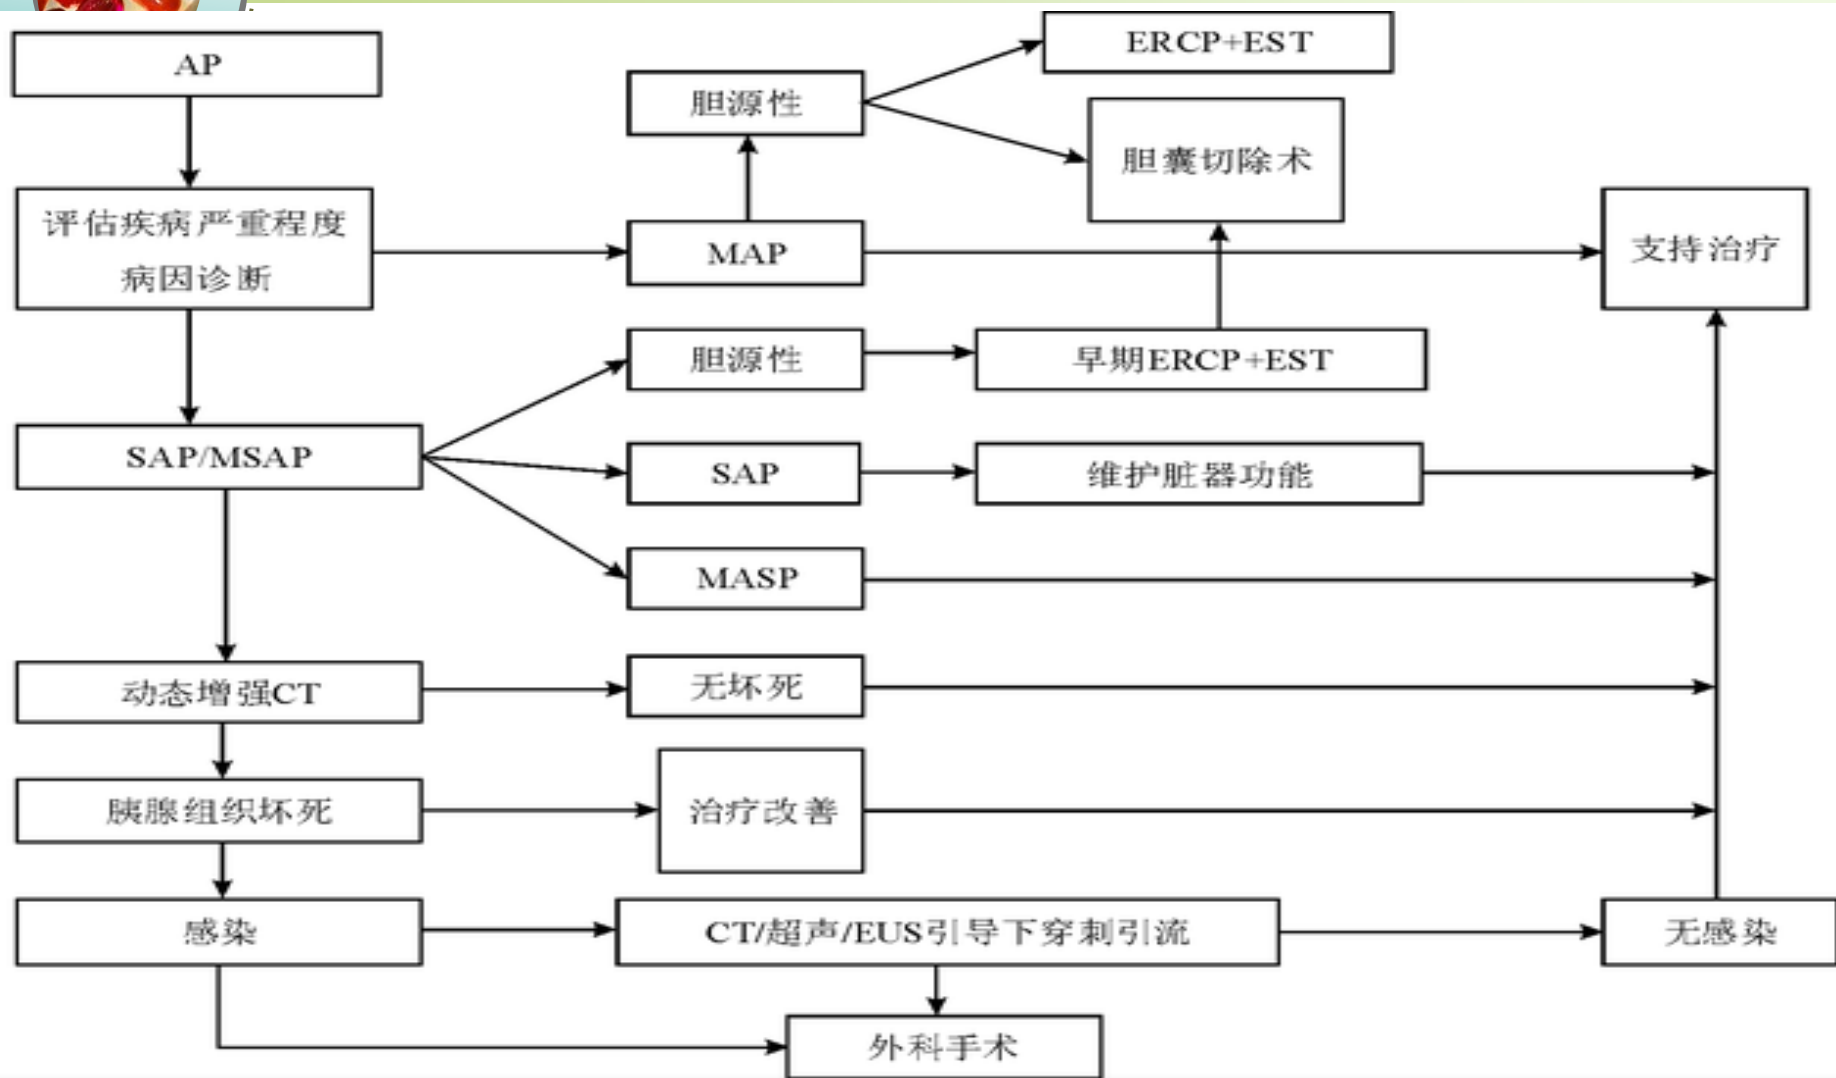 AP
ERCP+EST
胆源性
胆囊切除术
评估疾病严重程度
病因诊断
MAP
支持治疗
胆源性
早期ERCP+EST
SAP/MSAP
SAP
维护脏器功能
MASP
动态增强CT
无坏死
胰腺组织坏死
治疗改善
感染
CT/超声/EUS引导下穿刺引流
无感染
外科手术